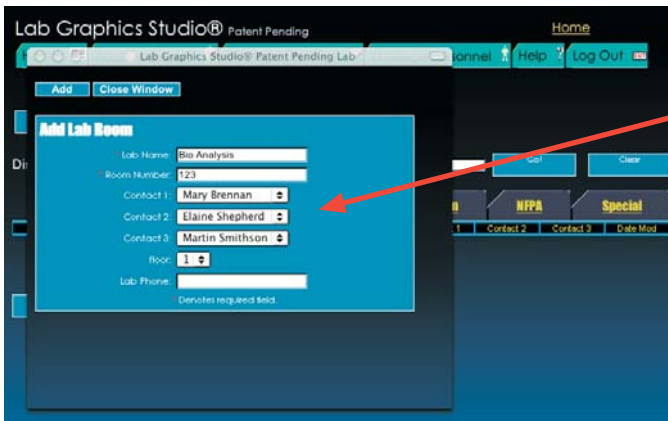 Lab Graphics Studio® Patent Pending
Home
Lab Graphics Studio® Patent Pending Lab
Help Log Out
Add Close Window
Add Lab Room
*Lab Name: Bio Analysis
*Room Number: 123
Contact 1: Mary Brennan
Contact 2: Elaine Shepherd
Contact 3: Martin Smithson
floor: 1
Lab Phone:
*Denotes required field.
Go! Clear
NFPA Special
1 Contact 2 Contact 3 Date Mod